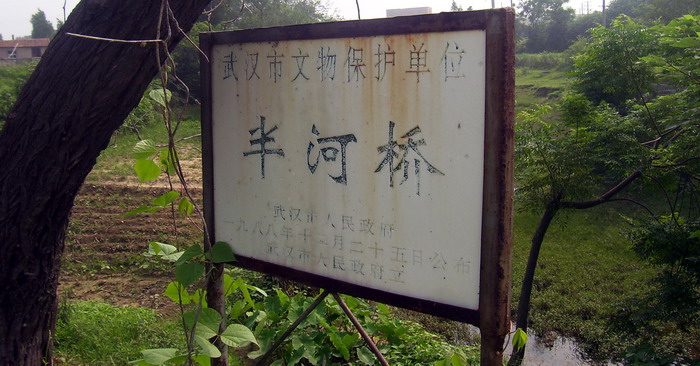 武汉市文物保护单位
半河桥
武汉市人民政府
一九八八年十二月二十五日公布
武汉市人民政府立